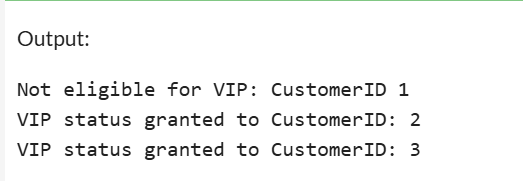 Output:
Not eligible for VIP: CustomerID 1
VIP status granted to CustomerID: 2
VIP status granted to CustomerID: 3